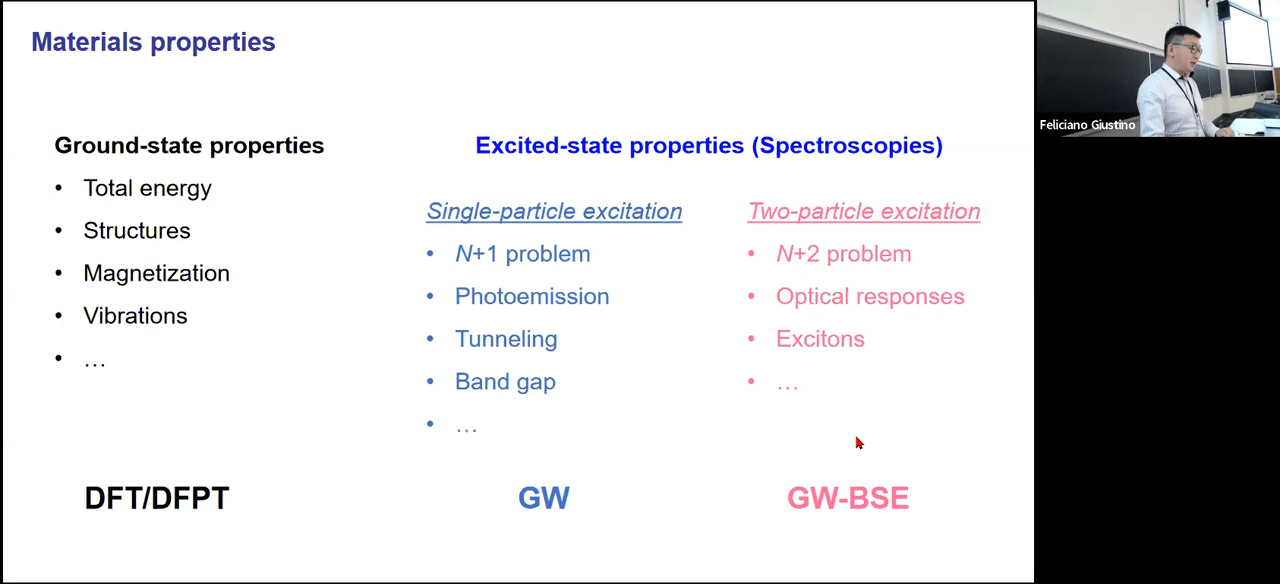 Materials properties
Ground-state properties
• Total energy
• Structures
• Magnetization
• Vibrations
• …
Excited-state properties (Spectroscopies)
Single-particle excitation
• N+1 problem
• Photoemission
• Tunneling
• Band gap
• …
Two-particle excitation
• N+2 problem
• Optical responses
• Excitons
• …
DFT/DFPT
GW
GW-BSE
Feliciano Giustino